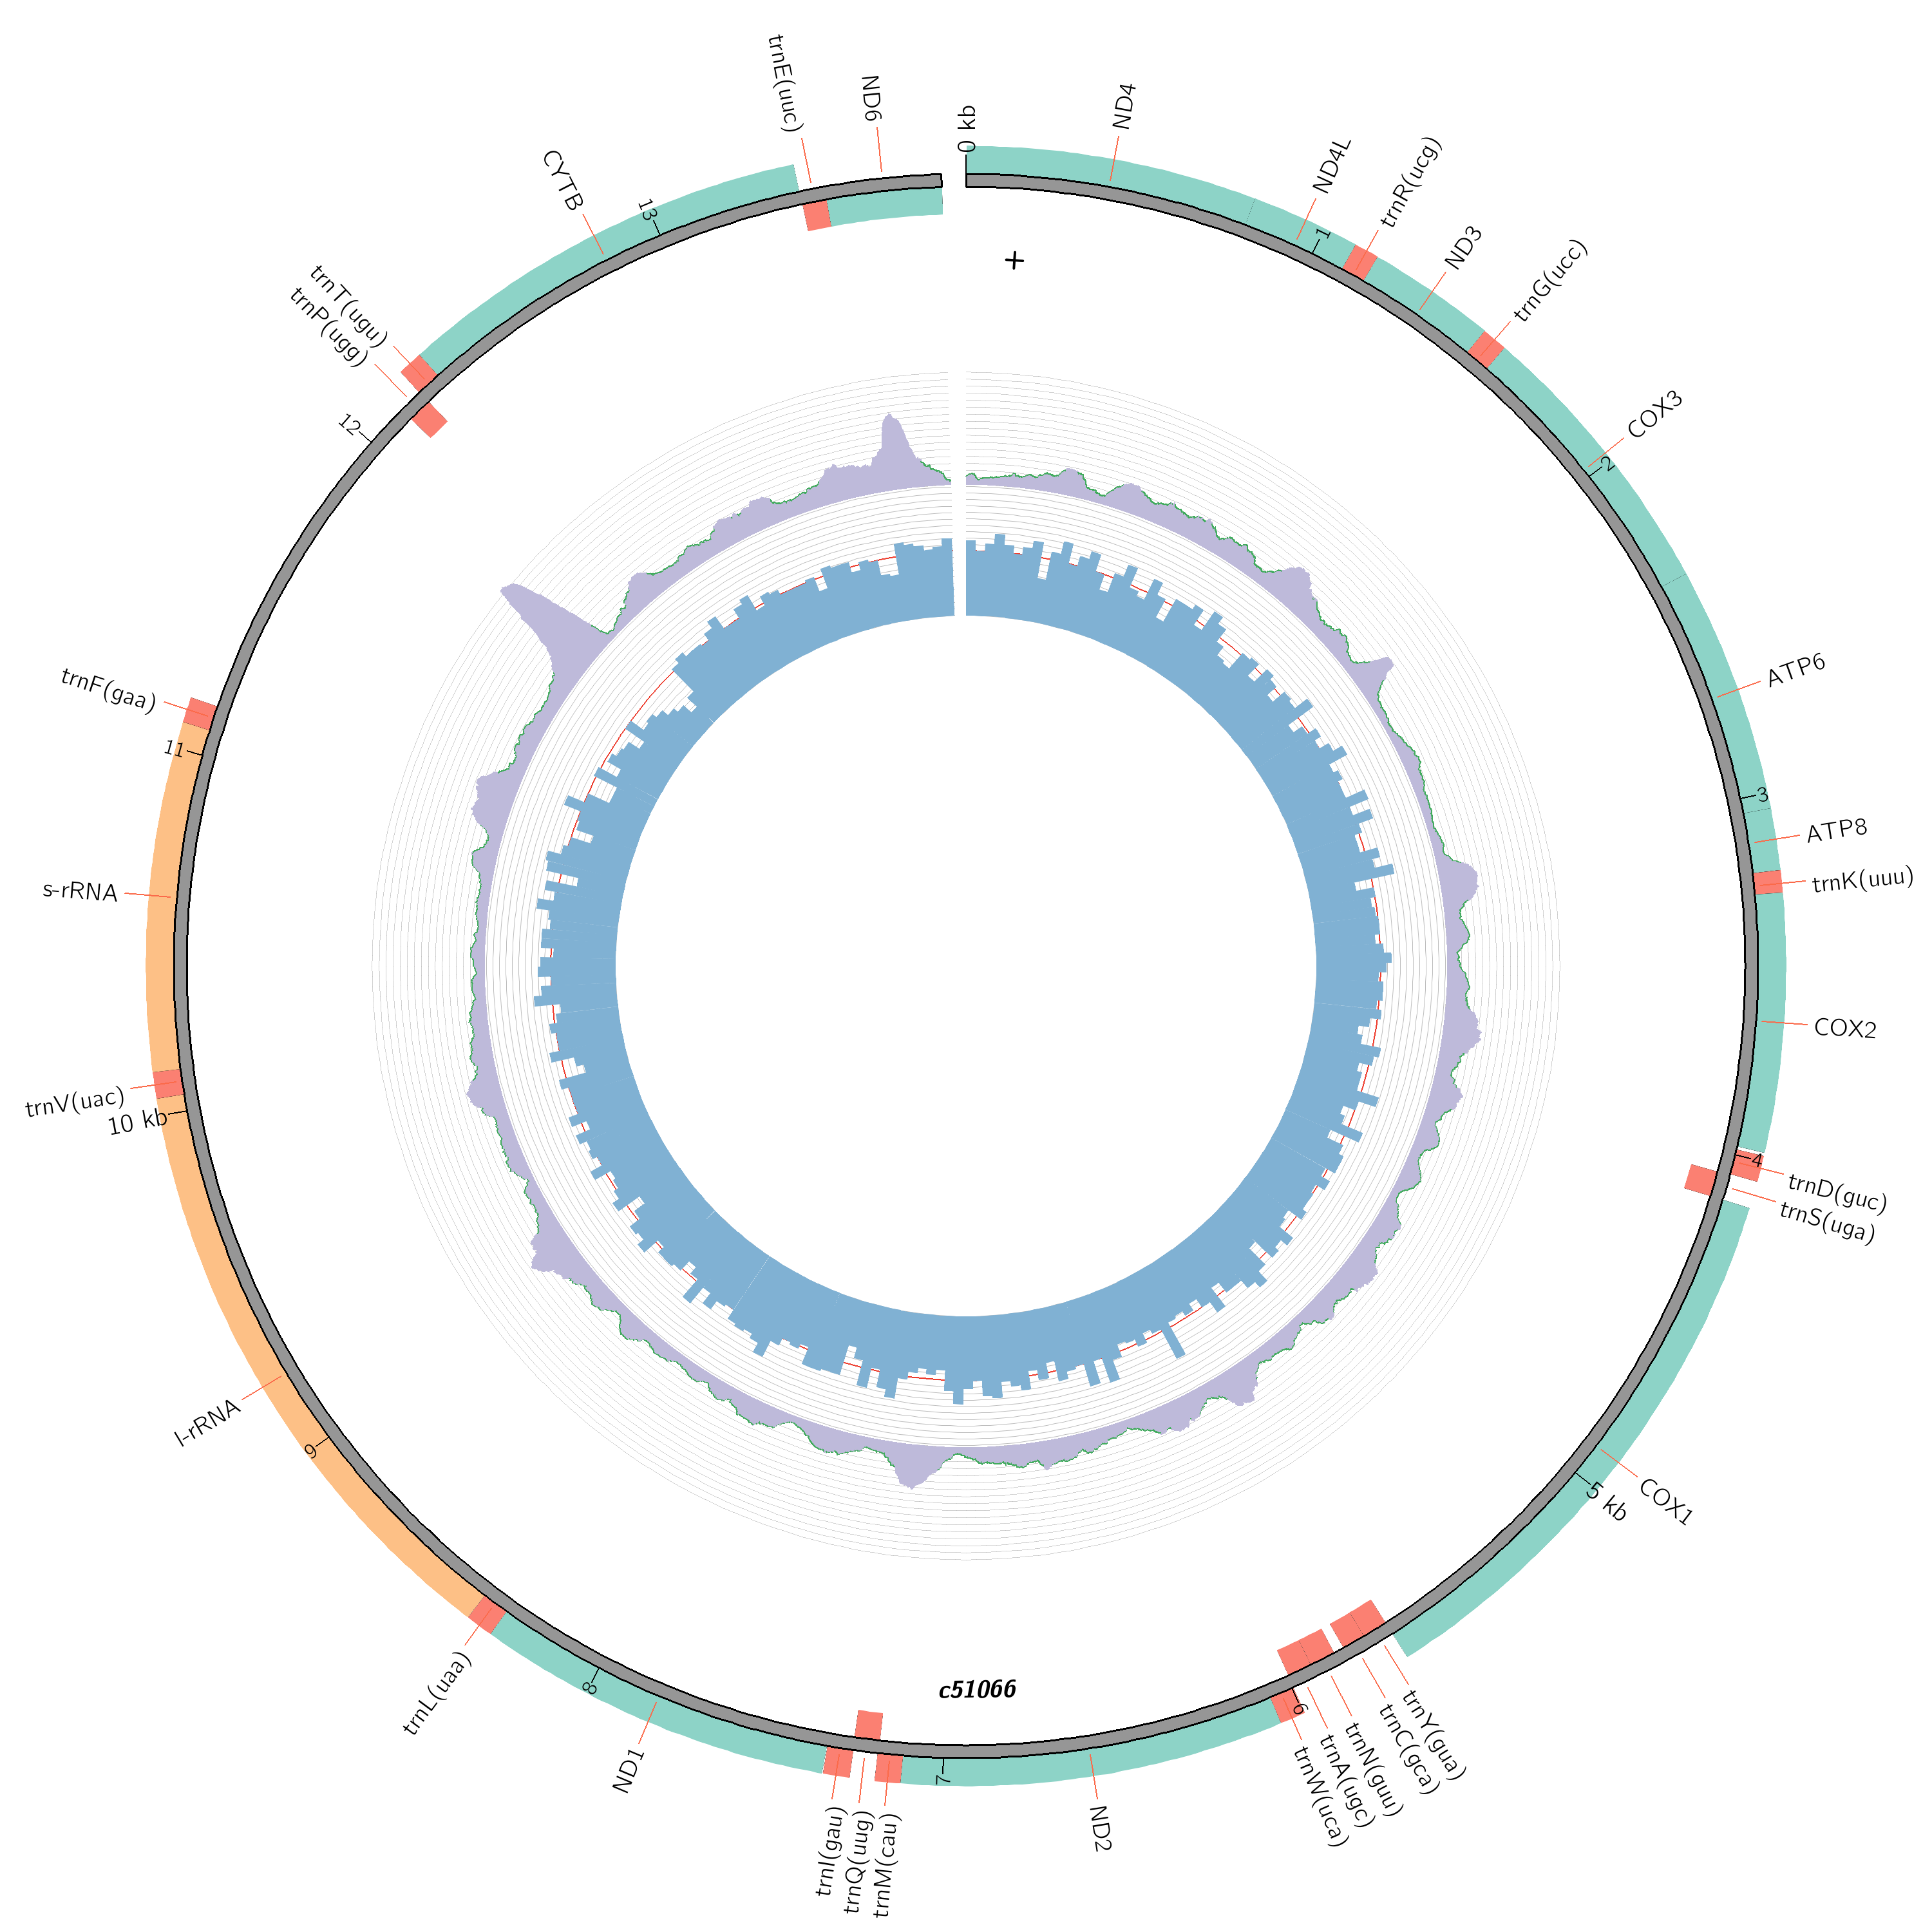 0 kb
ND4
ND4L
1
trnR(ucg)
ND3
trnG(ucc)
COX3
2
ATP6
3
ATP8
trnK(uuu)
COX2
4
trnD(guc)
trnS(uga)
COX1
5 kb
trnY(gua)
trnC(gca)
trnN(guu)
trnA(ugc)
trnW(uca)
6
ND2
7
trnM(cau)
trnQ(uug)
trnI(gau)
ND1
8
trnL(uaa)
9
l-rRNA
10 kb
trnV(uac)
s-rRNA
11
trnF(gaa)
12
trnP(ugg)
trnT(ugu)
CYTB
13
trnE(uuc)
ND6
+
c51066